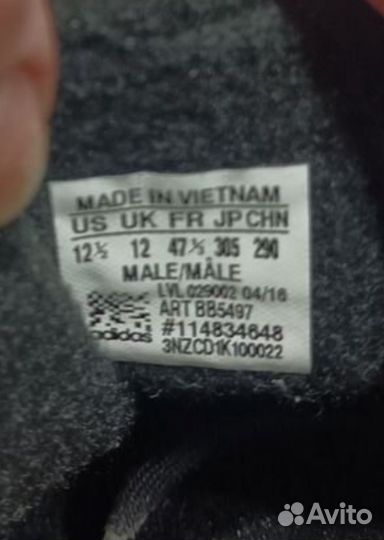 MADE IN VIETNAM
US UK FR JP CHN
12½ 12 47⅓ 305 290
MALE/MÂLE
LVL 029002 04/16
ART BB5497
#114834648
adidas 3NZCD1K100022
Avito